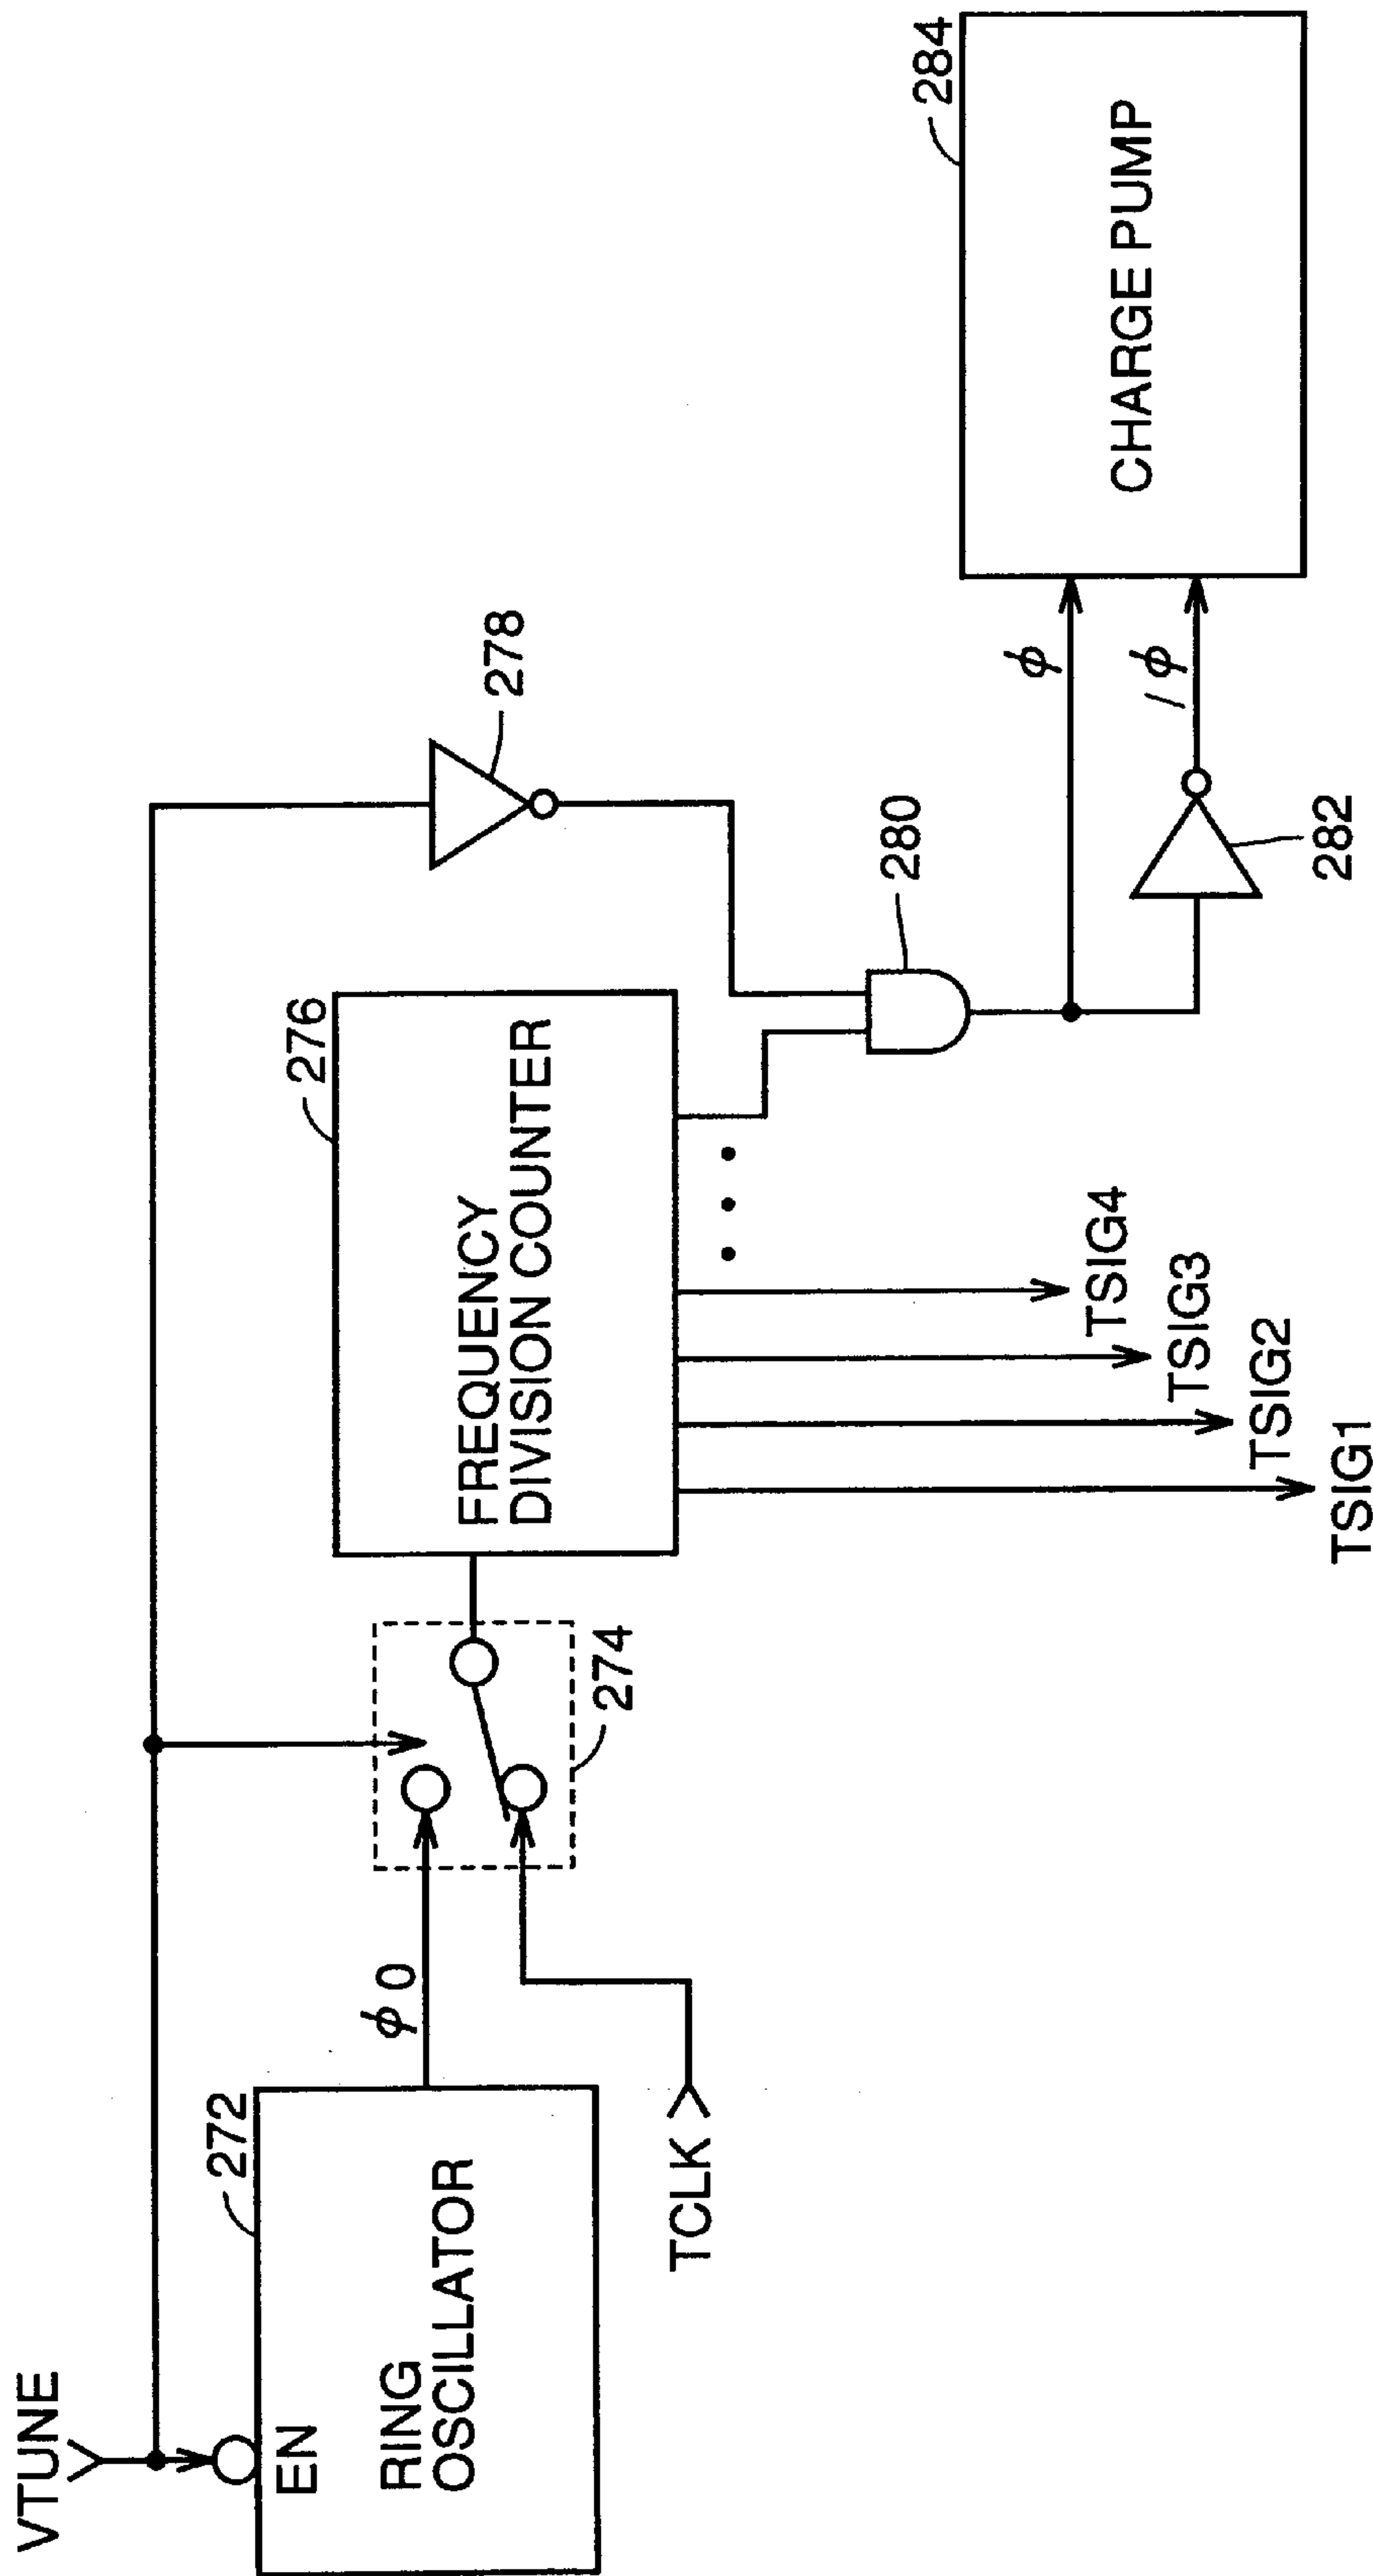 VTUNE
272
EN
RING
OSCILLATOR
φ0
TCLK
274
276
FREQUENCY
DIVISION COUNTER
TSIG1
TSIG2
TSIG3
TSIG4
278
280
φ
/φ
282
284
CHARGE PUMP